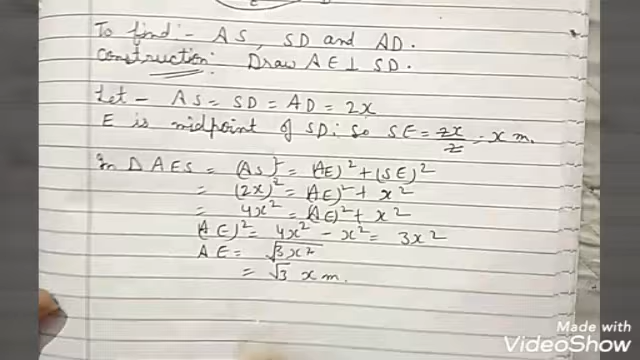 To find:- AS, SD and AD.
Construction:- Draw AE⊥ SD.
Let - AS = SD = AD = 2x
E is midpoint of SD: So SE = 2x/2 = x m.
In △ AES = (AS)² = (AE)² + (SE)²
= (2x)² = (AE)² + x²
= 4x² = (AE)² + x²
(AE)² = 4x² - x² = 3x²
AE = √3x²
= √3 x m.
Made with
VideoShow